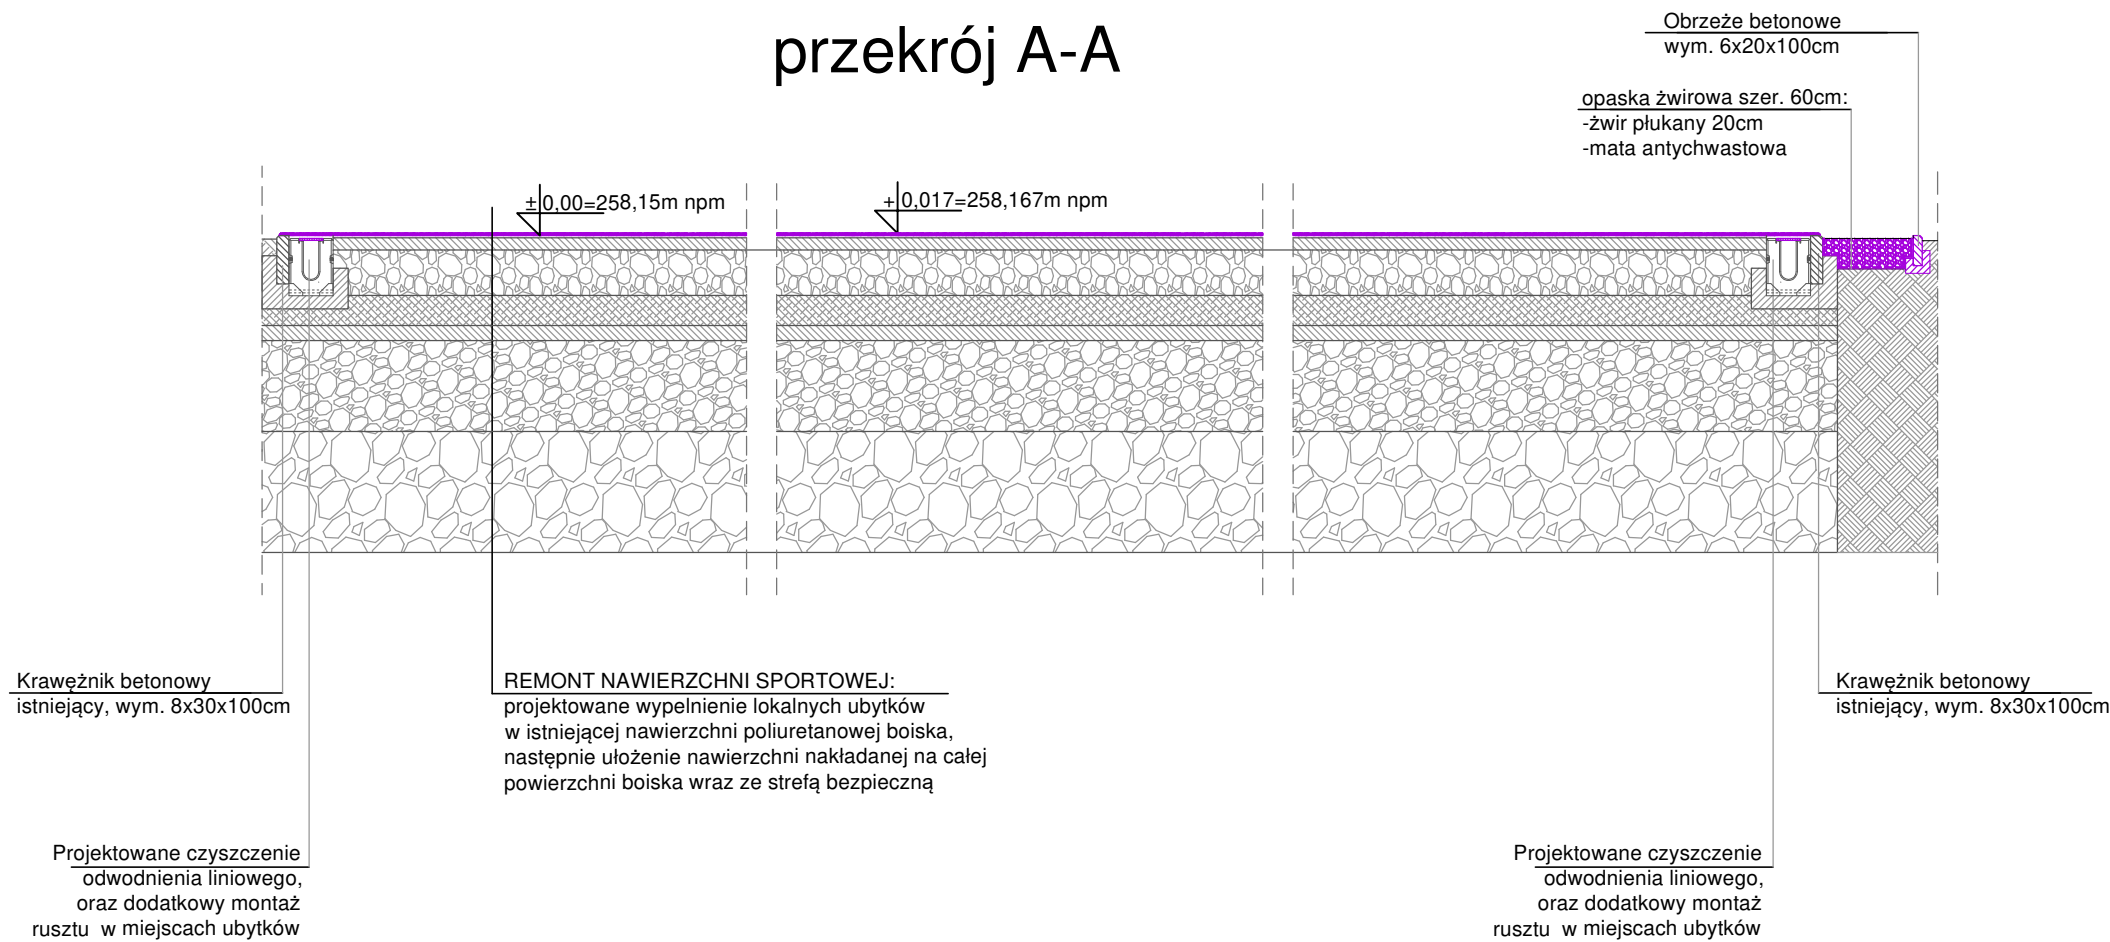 przekrój A-A
Obrzeże betonowe
wym. 6x20x100cm
opaska żwirowa szer. 60cm:
-żwir płukany 20cm
-mata antychwastowa
±0,00=258,15m npm
+0,017=258,167m npm
Krawężnik betonowy
istniejący, wym. 8x30x100cm
REMONT NAWIERZCHNI SPORTOWEJ:
projektowane wypelnienie lokalnych ubytków
w istniejącej nawierzchni poliuretanowej boiska,
następnie ułożenie nawierzchni nakładanej na całej
powierzchni boiska wraz ze strefą bezpieczną
Krawężnik betonowy
istniejący, wym. 8x30x100cm
Projektowane czyszczenie
odwodnienia liniowego,
oraz dodatkowy montaż
rusztu w miejscach ubytków
Projektowane czyszczenie
odwodnienia liniowego,
oraz dodatkowy montaż
rusztu w miejscach ubytków